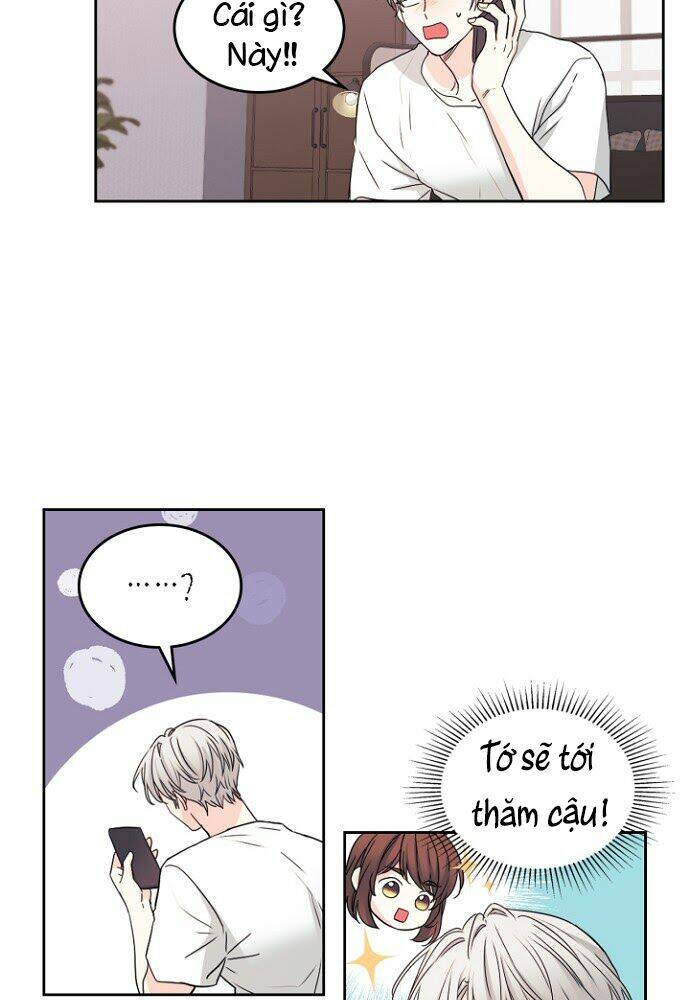 Cái gì?
Này!!
......?
Tớ sẽ tới
thăm cậu!